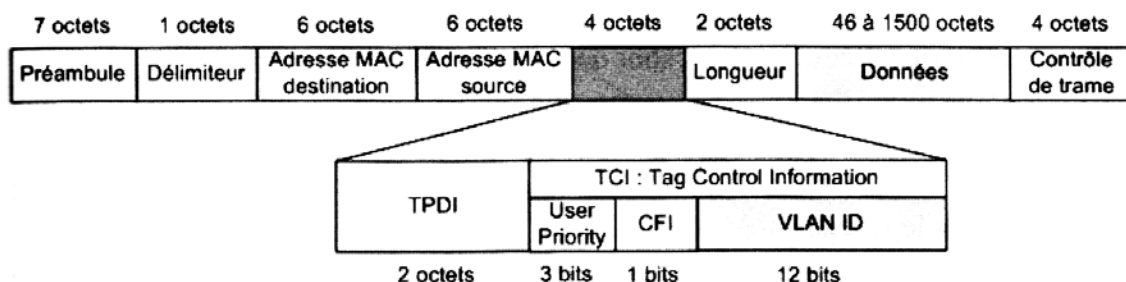 7 octets 1 octets 6 octets 6 octets 4 octets 2 octets 46 à 1500 octets 4 octets
Préambule Délimiteur Adresse MAC destination Adresse MAC source Longueur Données Contrôle de trame
TPDI TCI : Tag Control Information
User Priority CFI VLAN ID
2 octets 3 bits 1 bits 12 bits